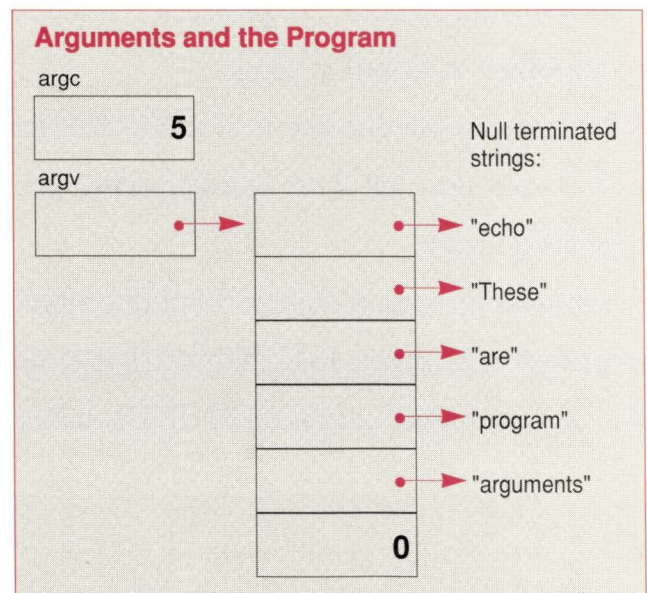 Arguments and the Program
argc
5
Null terminated
strings:
argv
"echo"
"These"
"are"
"program"
"arguments"
0